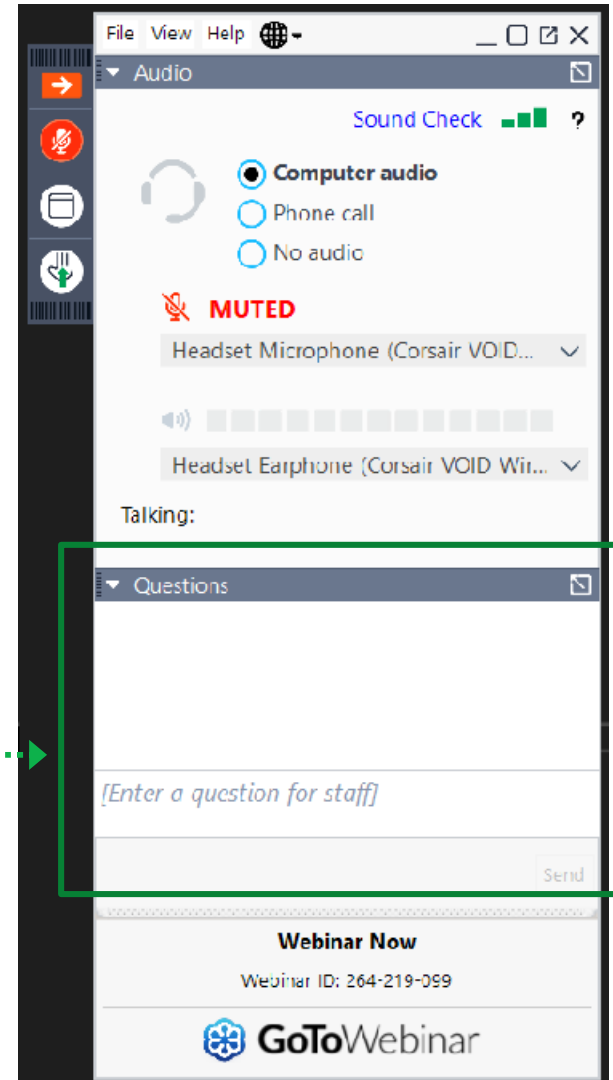 File View Help
Audio
Sound Check ?
Computer audio
Phone call
No audio
MUTED
Headset Microphone (Corsair VOID...
Headset Earphone (Corsair VOID Wir...
Talking:
Questions
[Enter a question for staff]
Send
Webinar Now
Webinar ID: 264-219-099
GoToWebinar